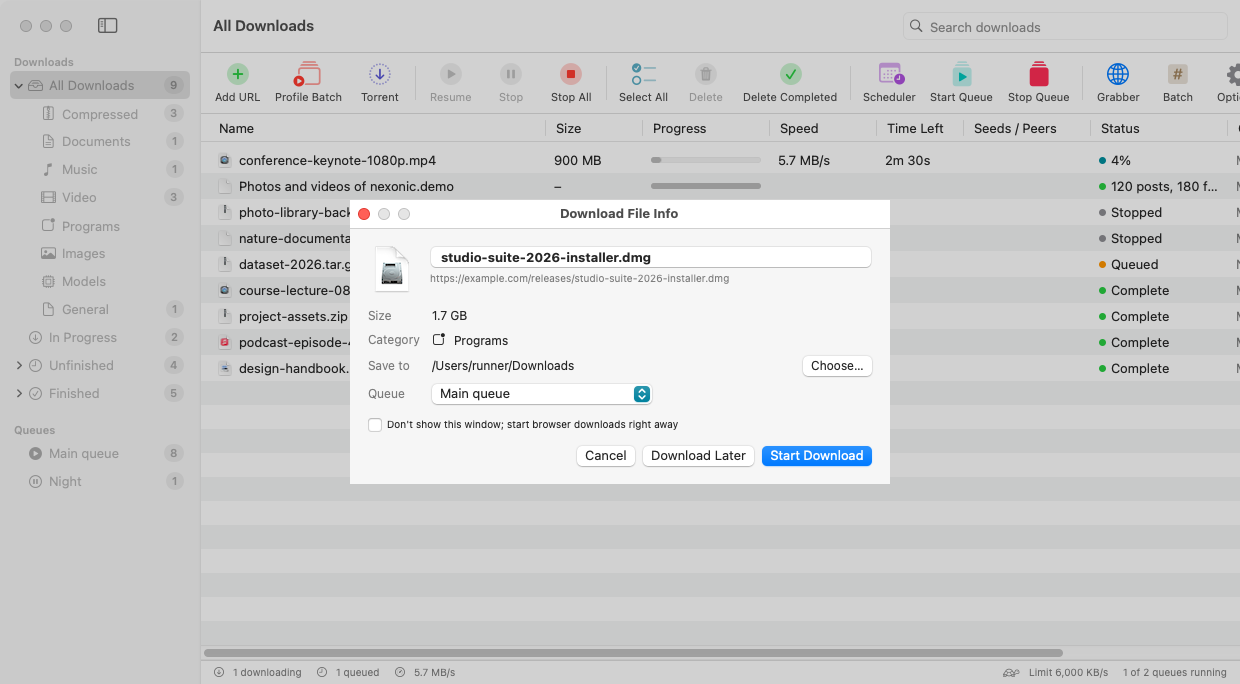 All Downloads
Search downloads
Downloads
All Downloads 9
Compressed 3
Documents 1
Music 1
Video 3
Programs
Images
Models
General 1
In Progress 2
Unfinished 4
Finished 5
Queues
Main queue 8
Night 1
Add URL Profile Batch Torrent Resume Stop Stop All Select All Delete Delete Completed Scheduler Start Queue Stop Queue Grabber Batch
Name Size Progress Speed Time Left Seeds / Peers Status
conference-keynote-1080p.mp4 900 MB 5.7 MB/s 2m 30s 4%
Photos and videos of nexonic.demo – 120 posts, 180 f...
photo-library-back Stopped
nature-documenta Stopped
dataset-2026.tar.g Queued
course-lecture-08 Complete
project-assets.zip Complete
podcast-episode- Complete
design-handbook. Complete
Download File Info
studio-suite-2026-installer.dmg
https://example.com/releases/studio-suite-2026-installer.dmg
Size 1.7 GB
Category Programs
Save to /Users/runner/Downloads Choose...
Queue Main queue
Don't show this window; start browser downloads right away
Cancel Download Later Start Download
1 downloading 1 queued 5.7 MB/s Limit 6,000 KB/s 1 of 2 queues running